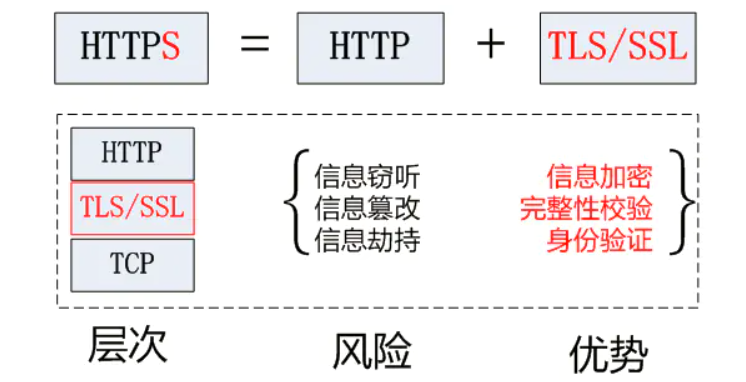 HTTPS = HTTP + TLS/SSL
HTTP
TLS/SSL
TCP
信息窃听
信息篡改
信息劫持
信息加密
完整性校验
身份验证
层次 风险 优势